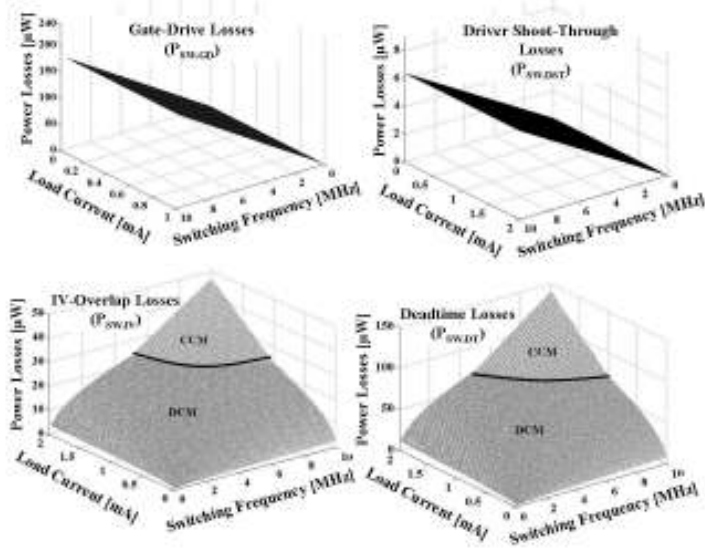 Gate-Drive Losses
(P_SW,GD)
Power Losses [µW]
240
200
180
100
50
0
0
0.2
0.4
0.6
0.8
1
Load Current [mA]
10
8
6
4
2
0
Switching Frequency [MHz]
Driver Shoot-Through
Losses
(P_SW,DST)
Power Losses [µW]
8
6
4
2
0
0
0.5
1
1.5
2
Load Current [mA]
10
8
6
4
2
0
Switching Frequency [MHz]
IV-Overlap Losses
(P_SW,IV)
Power Losses [µW]
50
40
30
20
10
0
2
1.5
1
0.5
0
Load Current [mA]
0
2
4
6
8
10
Switching Frequency [MHz]
CCM
DCM
Deadtime Losses
(P_SW,DT)
Power Losses [µW]
150
100
50
1.5
1
0.5
0
Load Current [mA]
0
2
4
6
8
10
Switching Frequency [MHz]
CCM
DCM